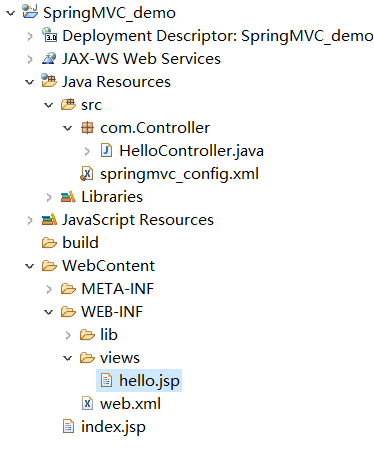 SpringMVC_demo
Deployment Descriptor: SpringMVC_demo
JAX-WS Web Services
Java Resources
src
com.Controller
HelloController.java
springmvc_config.xml
Libraries
JavaScript Resources
build
WebContent
META-INF
WEB-INF
lib
views
hello.jsp
web.xml
index.jsp